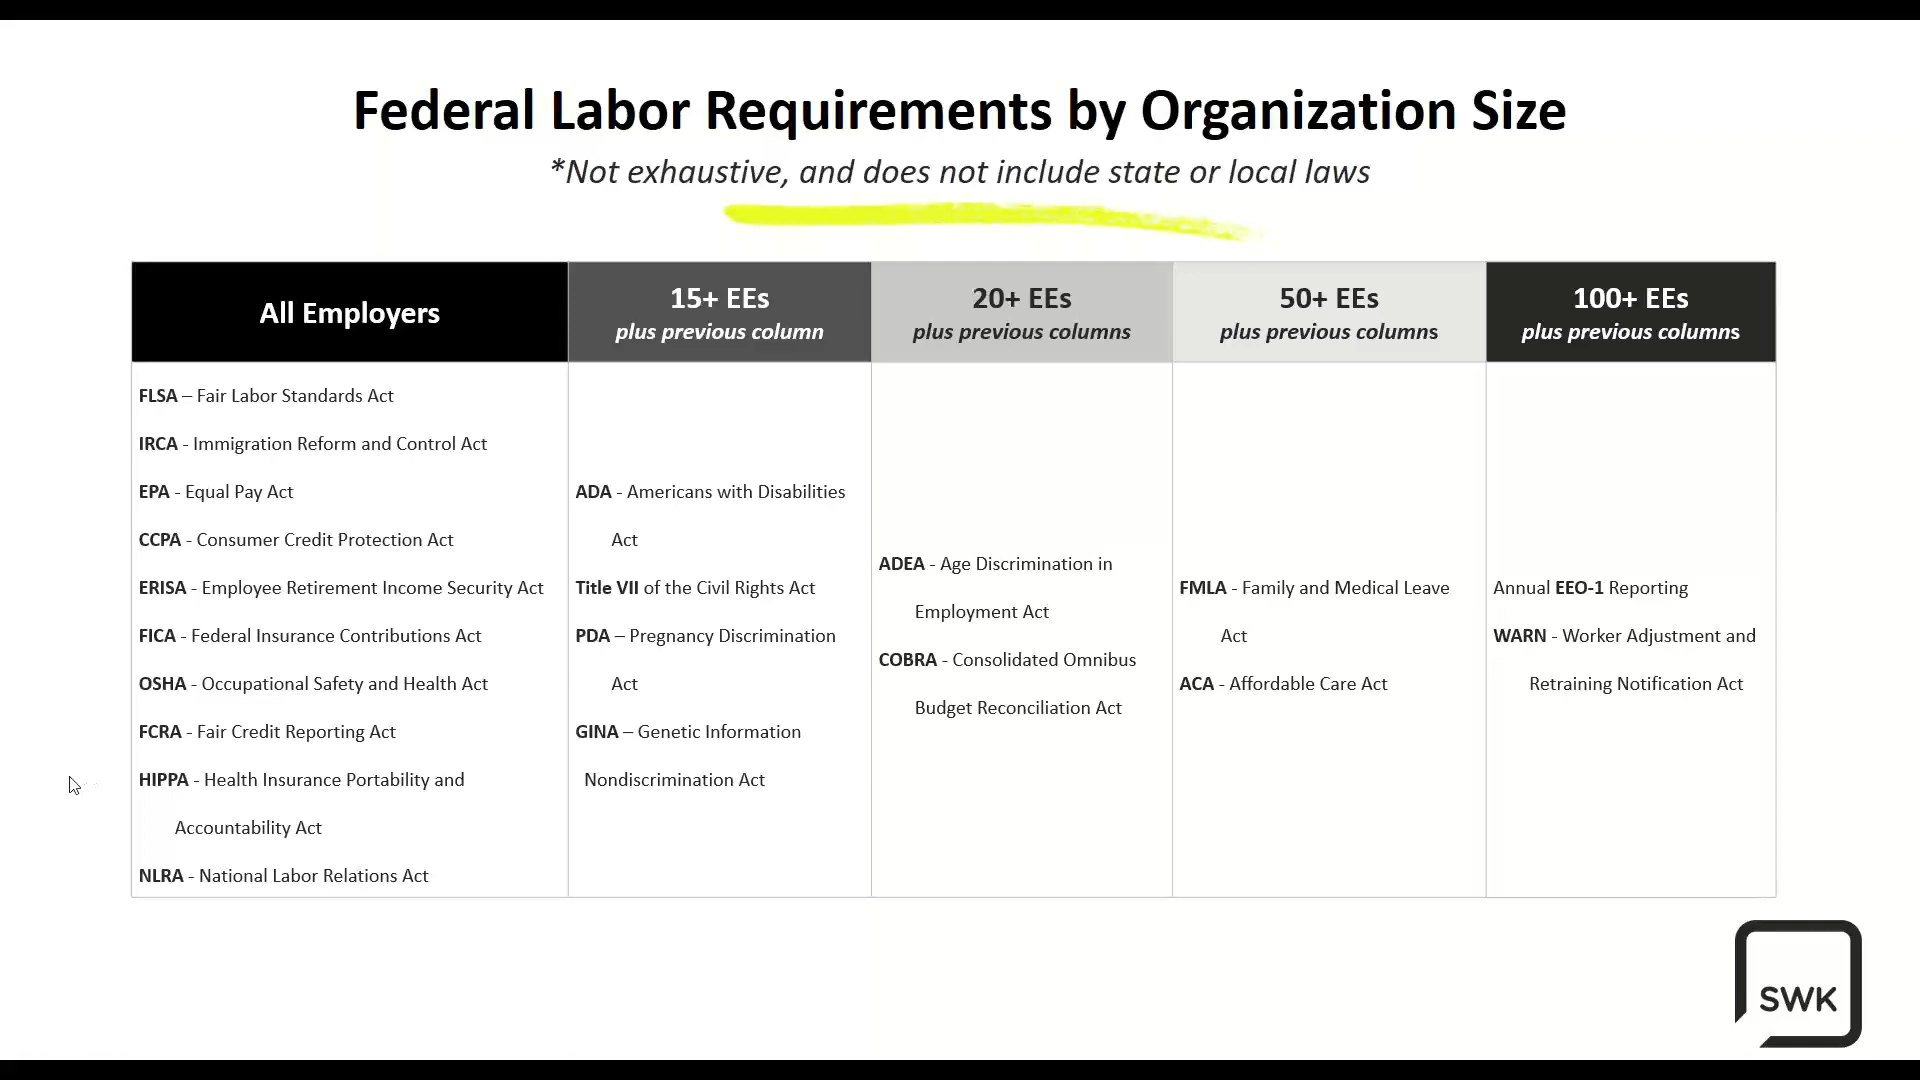 Federal Labor Requirements by Organization Size
*Not exhaustive, and does not include state or local laws
All Employers
15+ EEs
plus previous column
20+ EEs
plus previous columns
50+ EEs
plus previous columns
100+ EEs
plus previous columns
FLSA – Fair Labor Standards Act
IRCA - Immigration Reform and Control Act
EPA - Equal Pay Act
CCPA - Consumer Credit Protection Act
ERISA - Employee Retirement Income Security Act
FICA - Federal Insurance Contributions Act
OSHA - Occupational Safety and Health Act
FCRA - Fair Credit Reporting Act
HIPPA - Health Insurance Portability and
Accountability Act
NLRA - National Labor Relations Act
ADA - Americans with Disabilities
Act
Title VII of the Civil Rights Act
PDA – Pregnancy Discrimination
Act
GINA – Genetic Information
Nondiscrimination Act
ADEA - Age Discrimination in
Employment Act
COBRA - Consolidated Omnibus
Budget Reconciliation Act
FMLA - Family and Medical Leave
Act
ACA - Affordable Care Act
Annual EEO-1 Reporting
WARN - Worker Adjustment and
Retraining Notification Act
SWK